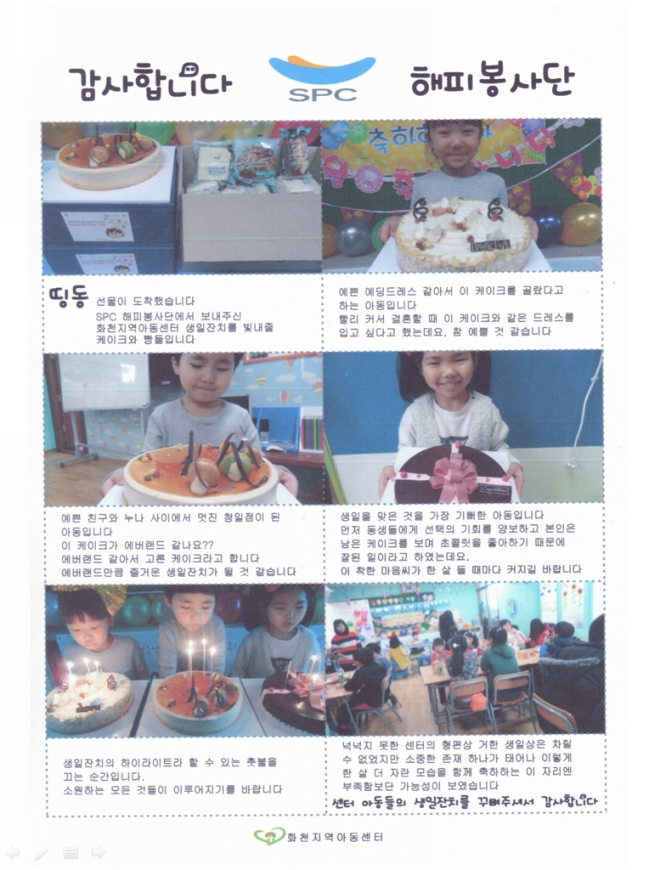 감사합니다
SPC
해피봉사단
축하
띵동 선물이 도착했습니다
SPC 해피봉사단에서 보내주신
화천지역아동센터 생일잔치를 빛내줄
케이크와 빵들입니다
예쁜 예딩드레스 같아서 이 케이크를 골랐다고
하는 아동입니다
빨리 커서 결혼할 때 이 케이크와 같은 드레스를
입고 싶다고 했는데요, 참 예쁠 것 같습니다
예쁜 친구와 누나 사이에서 멋진 청일점이 된
아동입니다
이 케이크가 에버랜드 같나요??
에버랜드 같아서 고른 케이크라고 합니다
에버랜드만큼 즐거운 생일잔치가 될 것 같습니다
생일을 맞은 것을 가장 기뻐한 아동입니다
먼저 동생들에게 선택의 기회를 양보하고 본인은
남은 케이크를 보며 초콜릿을 좋아하기 때문에
잘된 일이라고 하였는데요,
이 착한 마음씨가 한 살 들 때마다 커지길 바랍니다
생일잔치의 하이라이트라 할 수 있는 촛불을
끄는 순간입니다.
소원하는 모든 것들이 이루어지기를 바랍니다
넉넉지 못한 센터의 형편상 거한 생일상은 차릴
수 없었지만 소중한 존재 하나가 태어나 이렇게
한 살 더 자란 모습을 함께 축하하는 이 자리엔
부족함보단 가능성이 보였습니다
센터 아동들의 생일잔치를 꾸며주셔서 감사합니다
화천지역아동센터